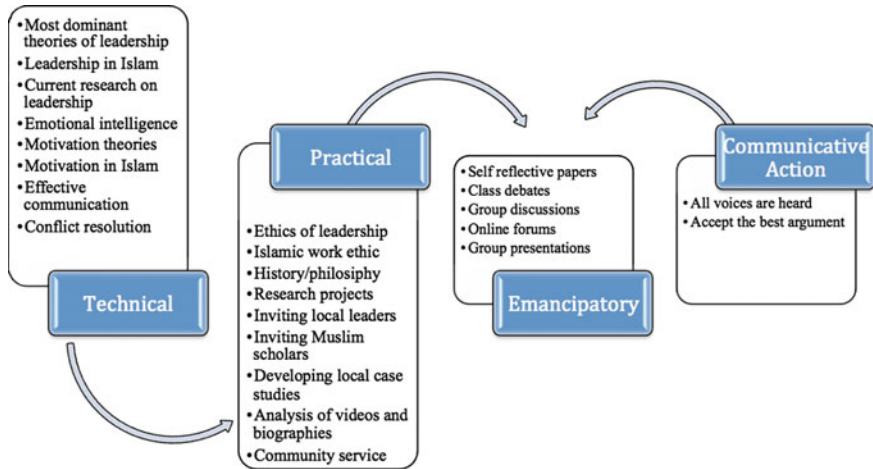 •Most dominant
theories of leadership
•Leadership in Islam
•Current research on
leadership
•Emotional intelligence
•Motivation theories
•Motivation in Islam
•Effective
communication
•Conflict resolution
Technical
Practical
•Ethics of leadership
•Islamic work ethic
•History/philosiphy
•Research projects
•Inviting local leaders
•Inviting Muslim
scholars
•Developing local case
studies
•Analysis of videos and
biographies
•Community service
•Self reflective papers
•Class debates
•Group discussions
•Online forums
•Group presentations
Emancipatory
Communicative
Action
•All voices are heard
•Accept the best argument